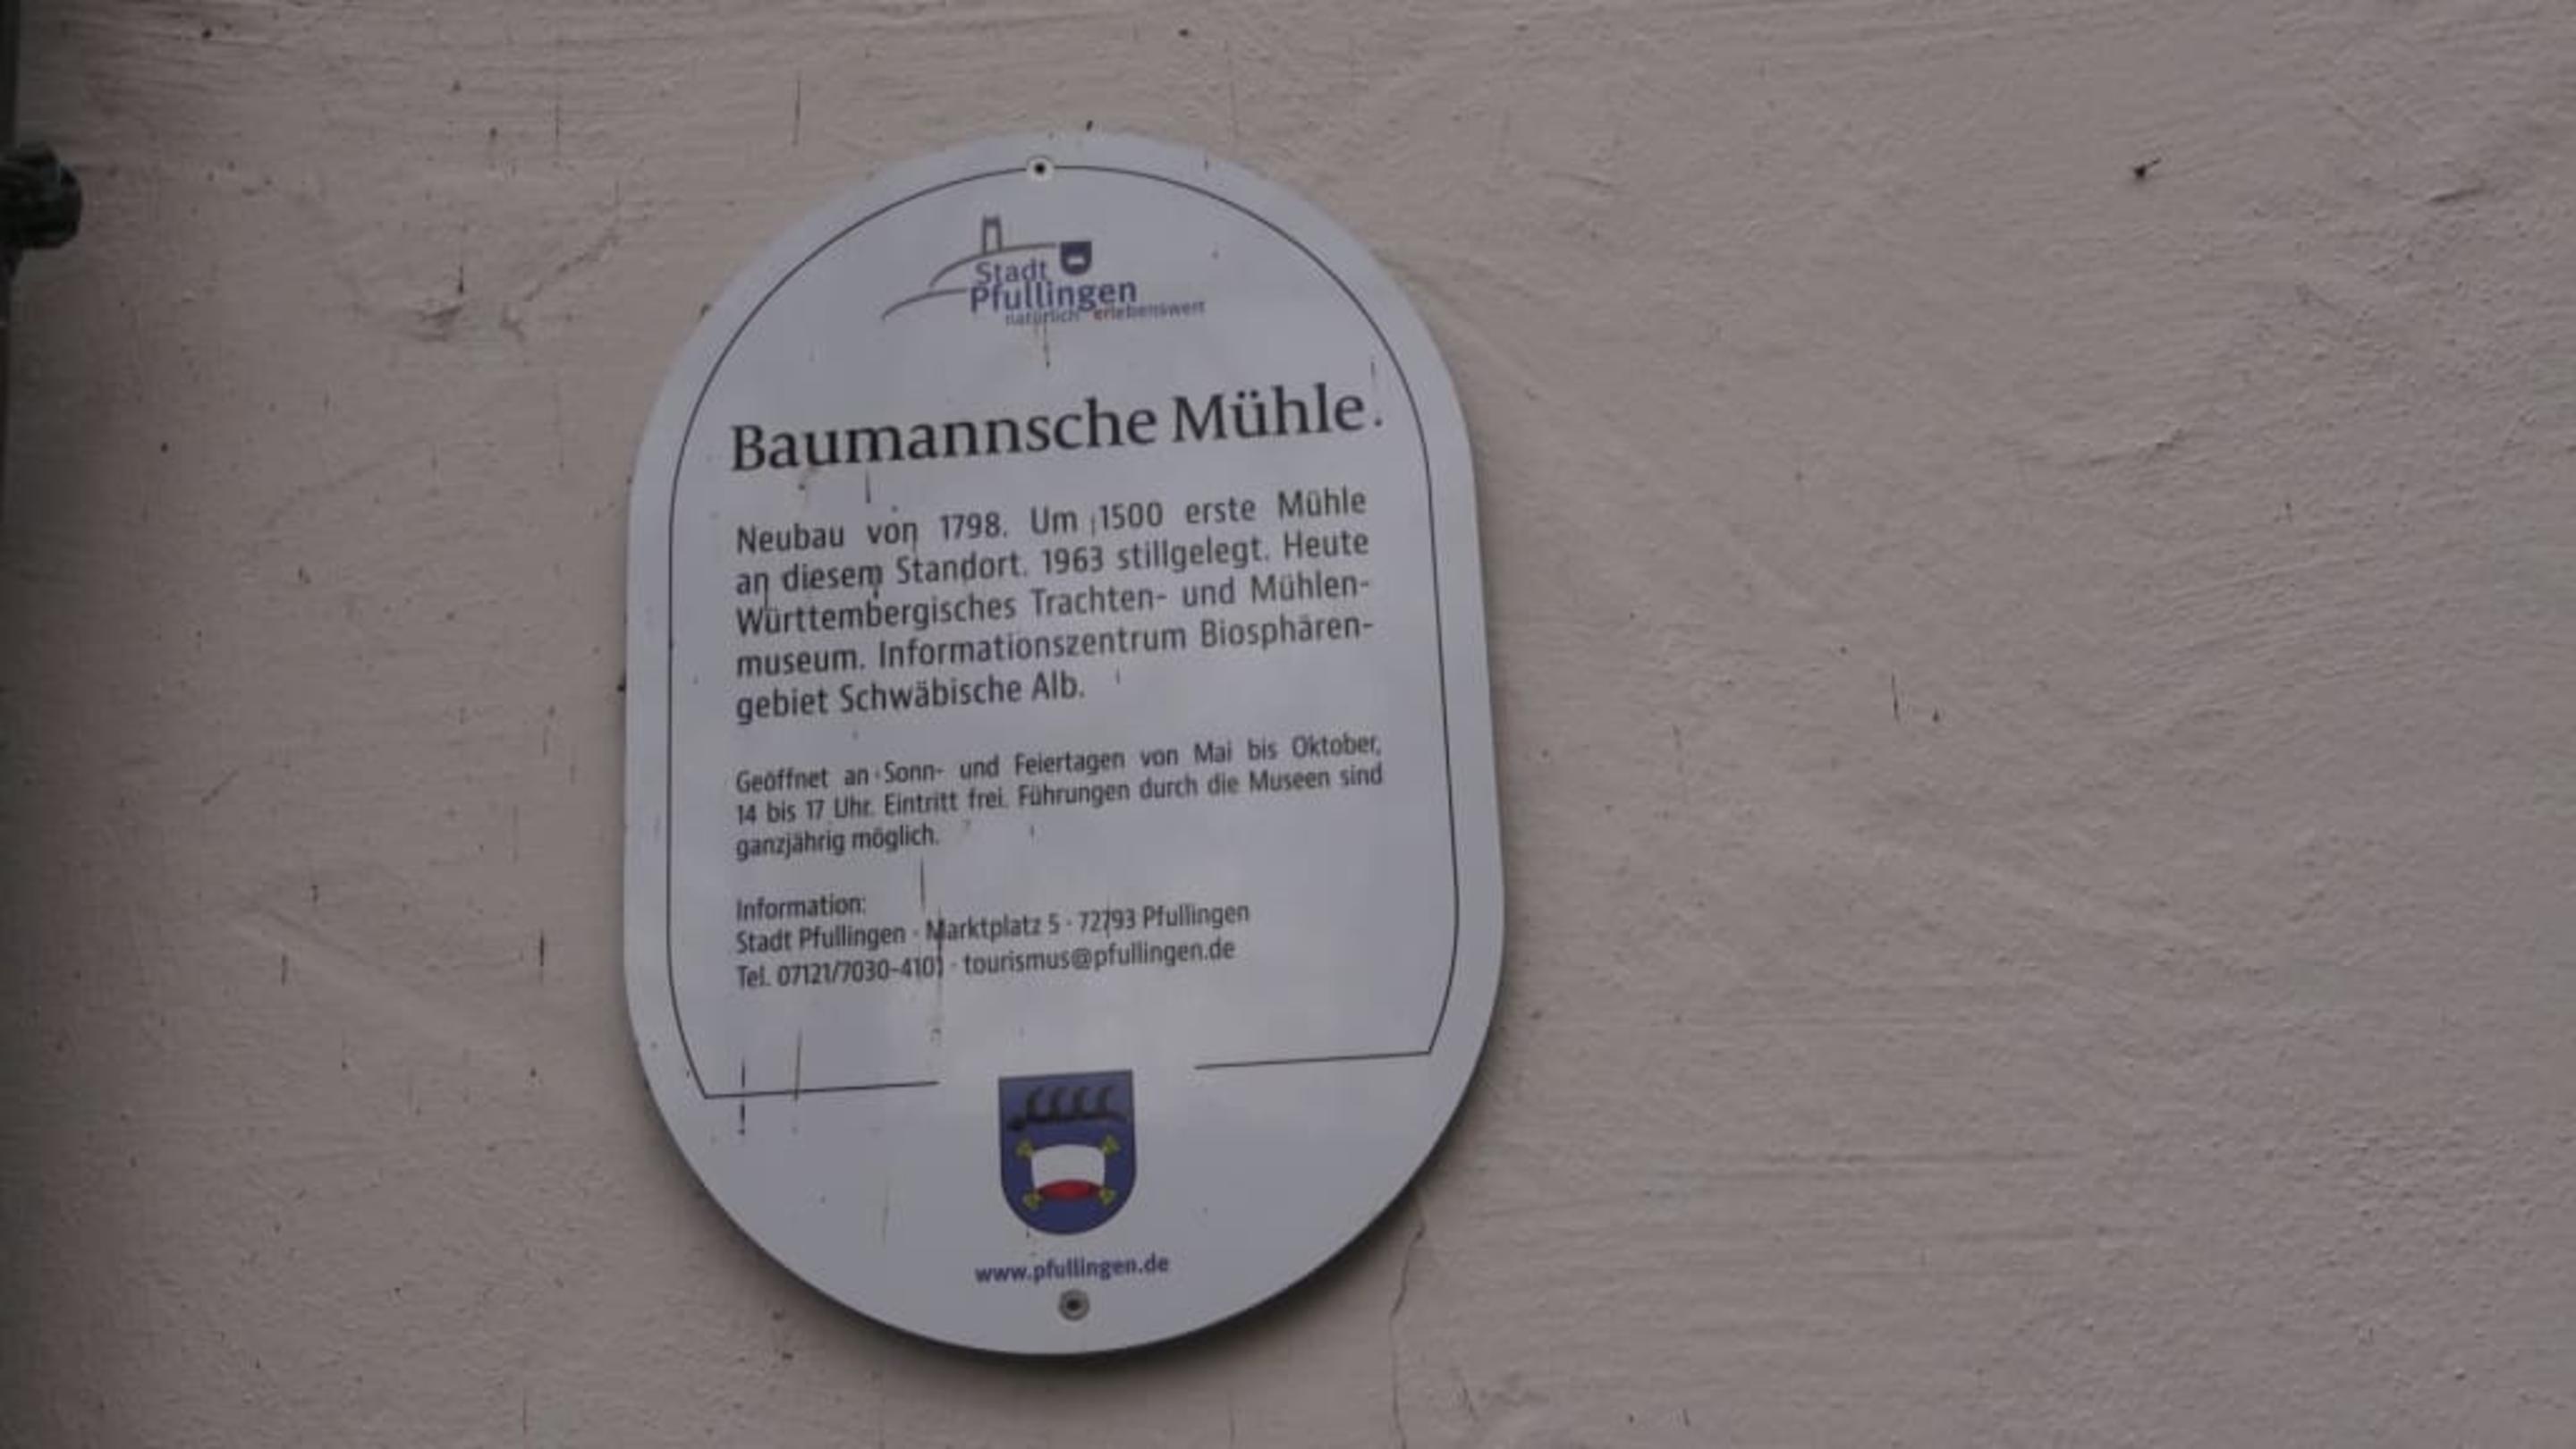 Stadt
Pfullingen
natürlich erlebenswert
Baumannsche Mühle.
Neubau von 1798. Um 1500 erste Mühle
an diesem Standort. 1963 stillgelegt. Heute
Württembergisches Trachten- und Mühlen-
museum. Informationszentrum Biosphären-
gebiet Schwäbische Alb.
Geöffnet an Sonn- und Feiertagen von Mai bis Oktober,
14 bis 17 Uhr. Eintritt frei. Führungen durch die Museen sind
ganzjährig möglich.
Information:
Stadt Pfullingen · Marktplatz 5 · 72793 Pfullingen
Tel. 07121/7030-4101 · tourismus@pfullingen.de
www.pfullingen.de